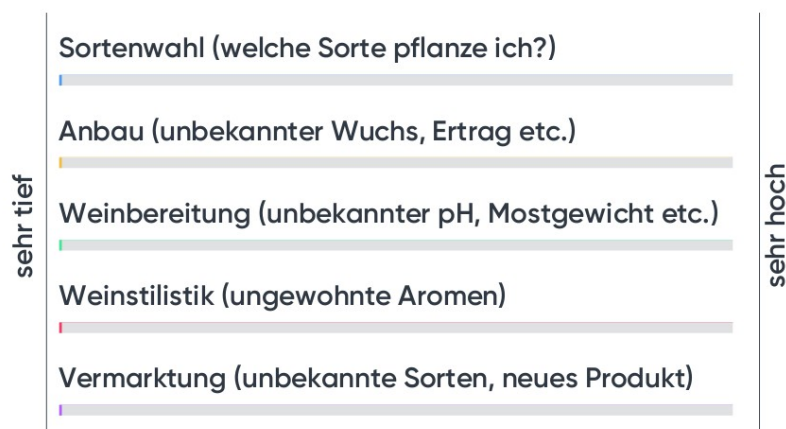 Sortenwahl (welche Sorte pflanze ich?)
Anbau (unbekannter Wuchs, Ertrag etc.)
sehr tief
Weinbereitung (unbekannter pH, Mostgewicht etc.)
sehr hoch
Weinstilistik (ungewohnte Aromen)
Vermarktung (unbekannte Sorten, neues Produkt)